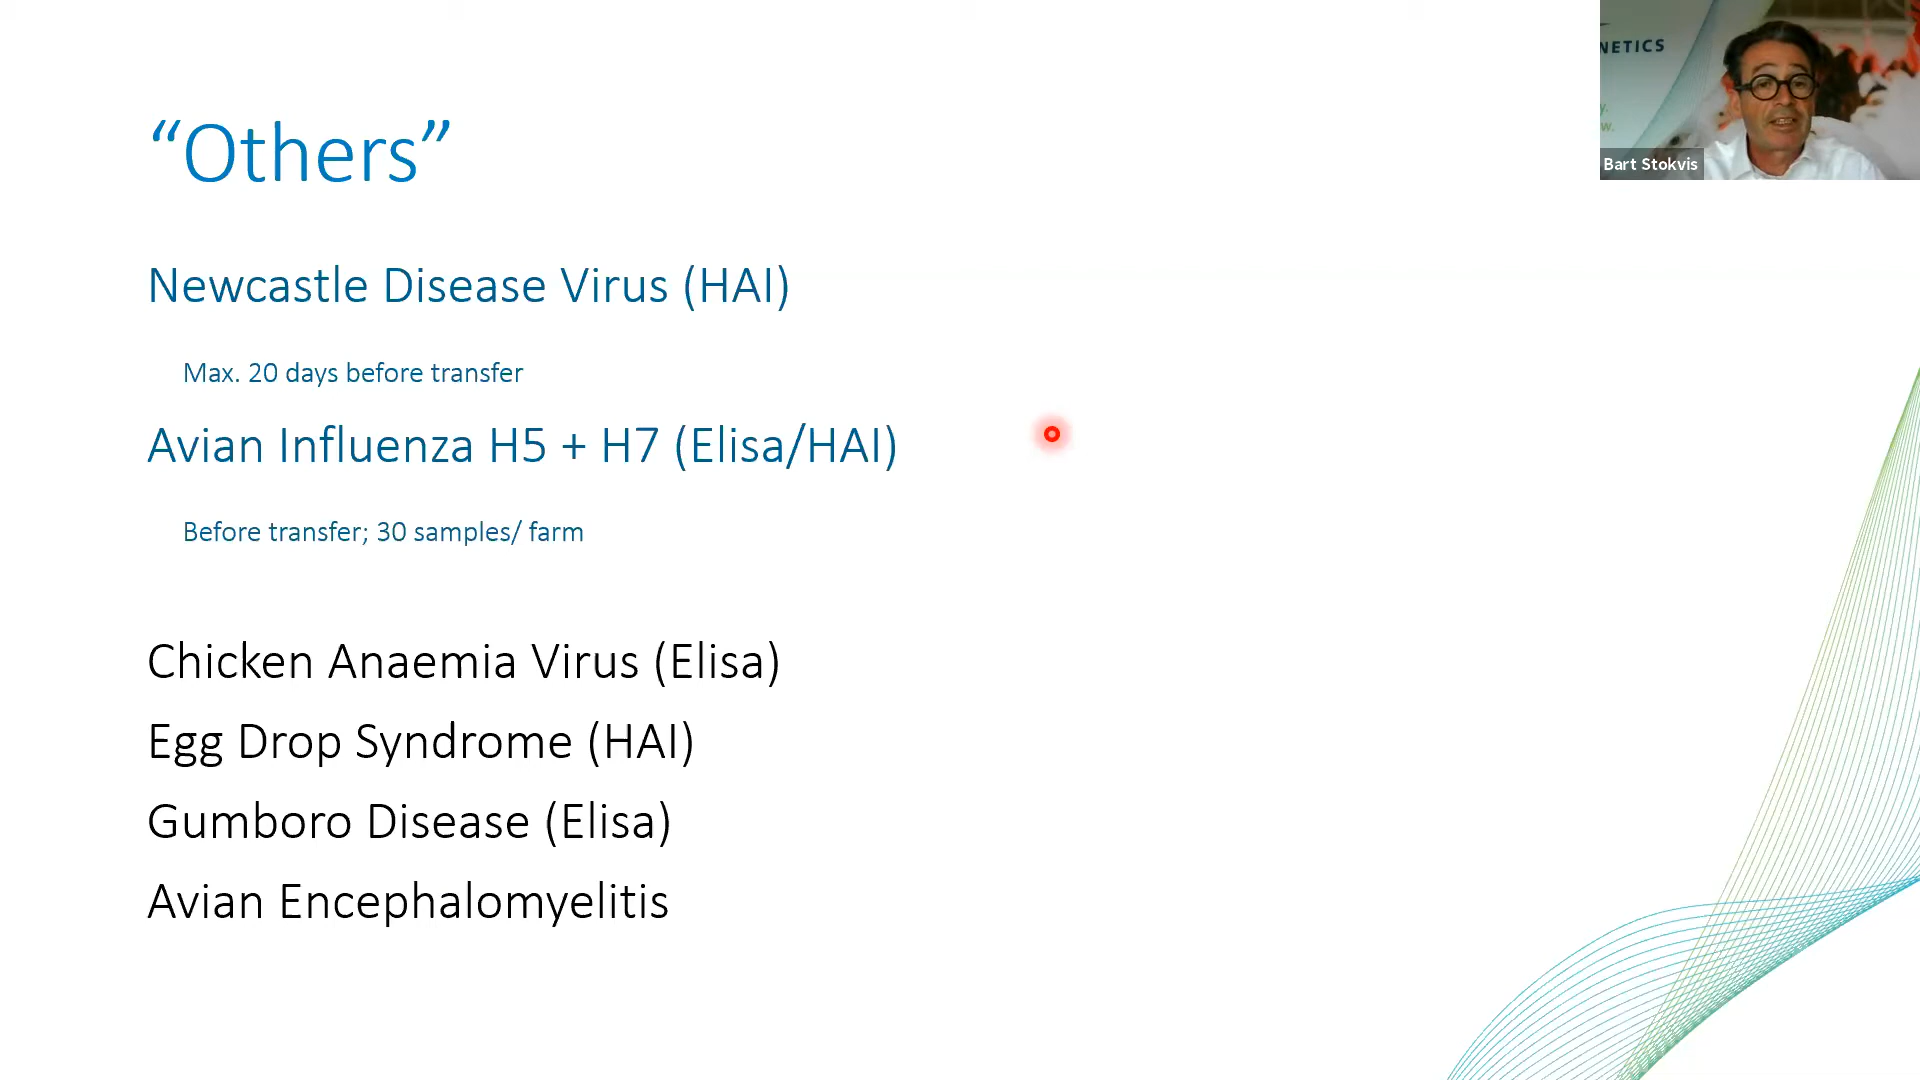 “Others”
Newcastle Disease Virus (HAI)
Max. 20 days before transfer
Avian Influenza H5 + H7 (Elisa/HAI)
Before transfer; 30 samples/ farm
Chicken Anaemia Virus (Elisa)
Egg Drop Syndrome (HAI)
Gumboro Disease (Elisa)
Avian Encephalomyelitis
NETICS
Bart Stokvis